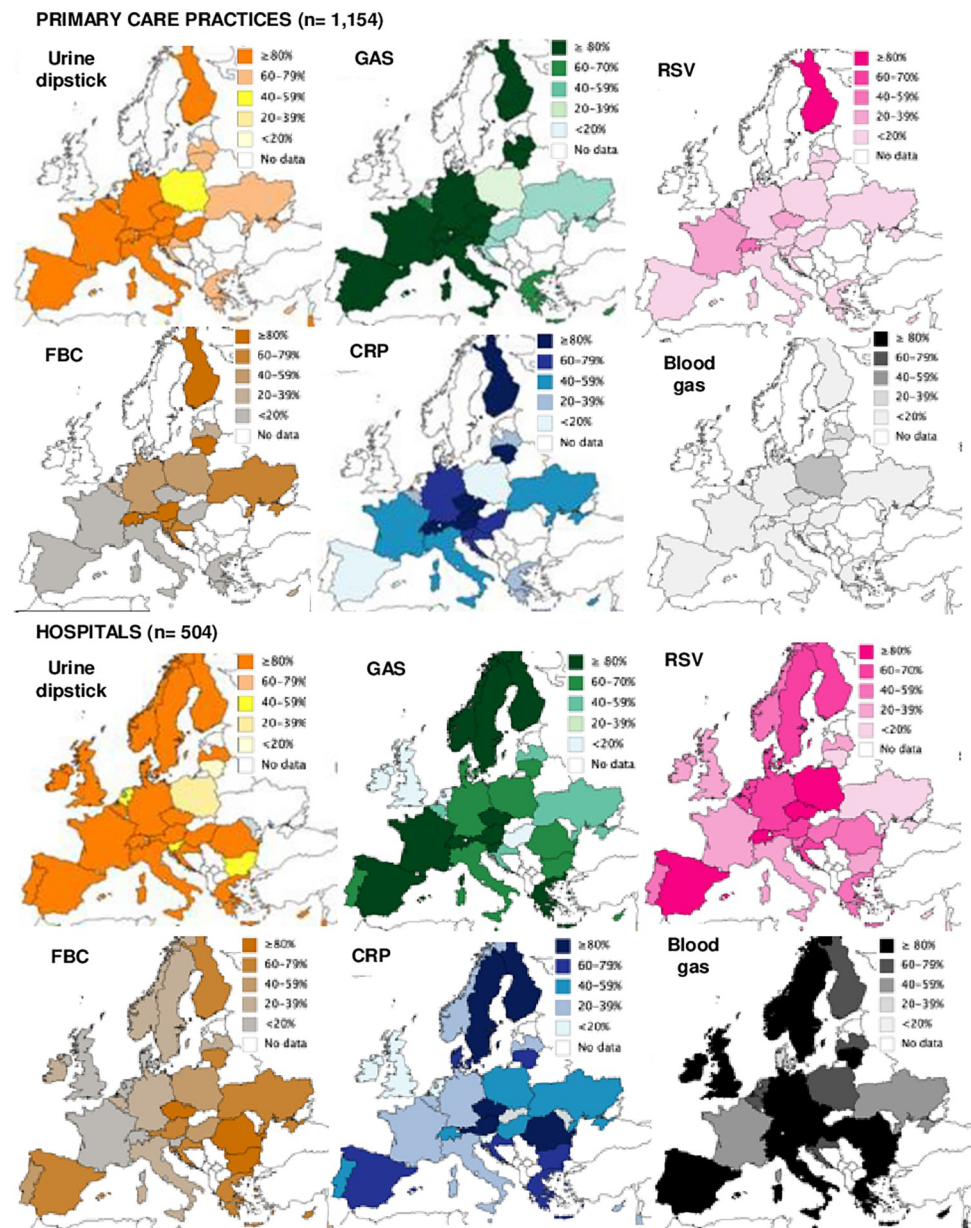 PRIMARY CARE PRACTICES (n= 1,154)
Urine
dipstick
≥80%
60-79%
40-59%
20-39%
<20%
No data
GAS
≥ 80%
60-70%
40-59%
20-39%
<20%
No data
RSV
≥80%
60-70%
40-59%
20-39%
<20%
No data
FBC
≥80%
60-79%
40-59%
20-39%
<20%
No data
CRP
≥80%
60-79%
40-59%
20-39%
<20%
No data
Blood
gas
≥ 80%
60-79%
40-59%
20-39%
<20%
No data
HOSPITALS (n= 504)
Urine
dipstick
≥80%
60-79%
40-59%
20-39%
<20%
No data
GAS
≥ 80%
60-70%
40-59%
20-39%
<20%
No data
RSV
≥80%
60-70%
40-59%
20-39%
<20%
No data
FBC
≥80%
60-79%
40-59%
20-39%
<20%
No data
CRP
≥80%
60-79%
40-59%
20-39%
<20%
No data
Blood
gas
≥ 80%
60-79%
40-59%
20-39%
<20%
No data